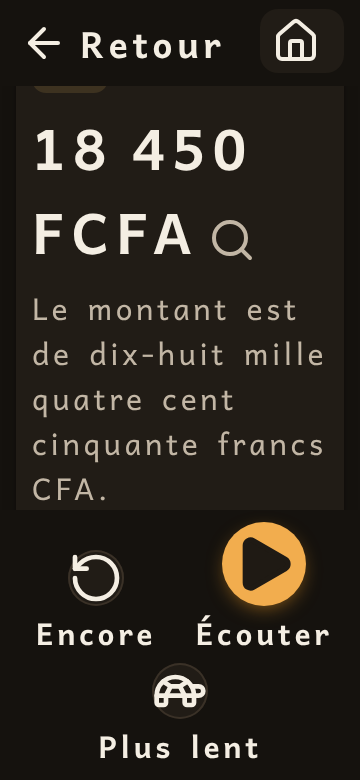 Retour
18 450
FCFA
Le montant est
de dix-huit mille
quatre cent
cinquante francs
CFA.
Encore
Écouter
Plus lent